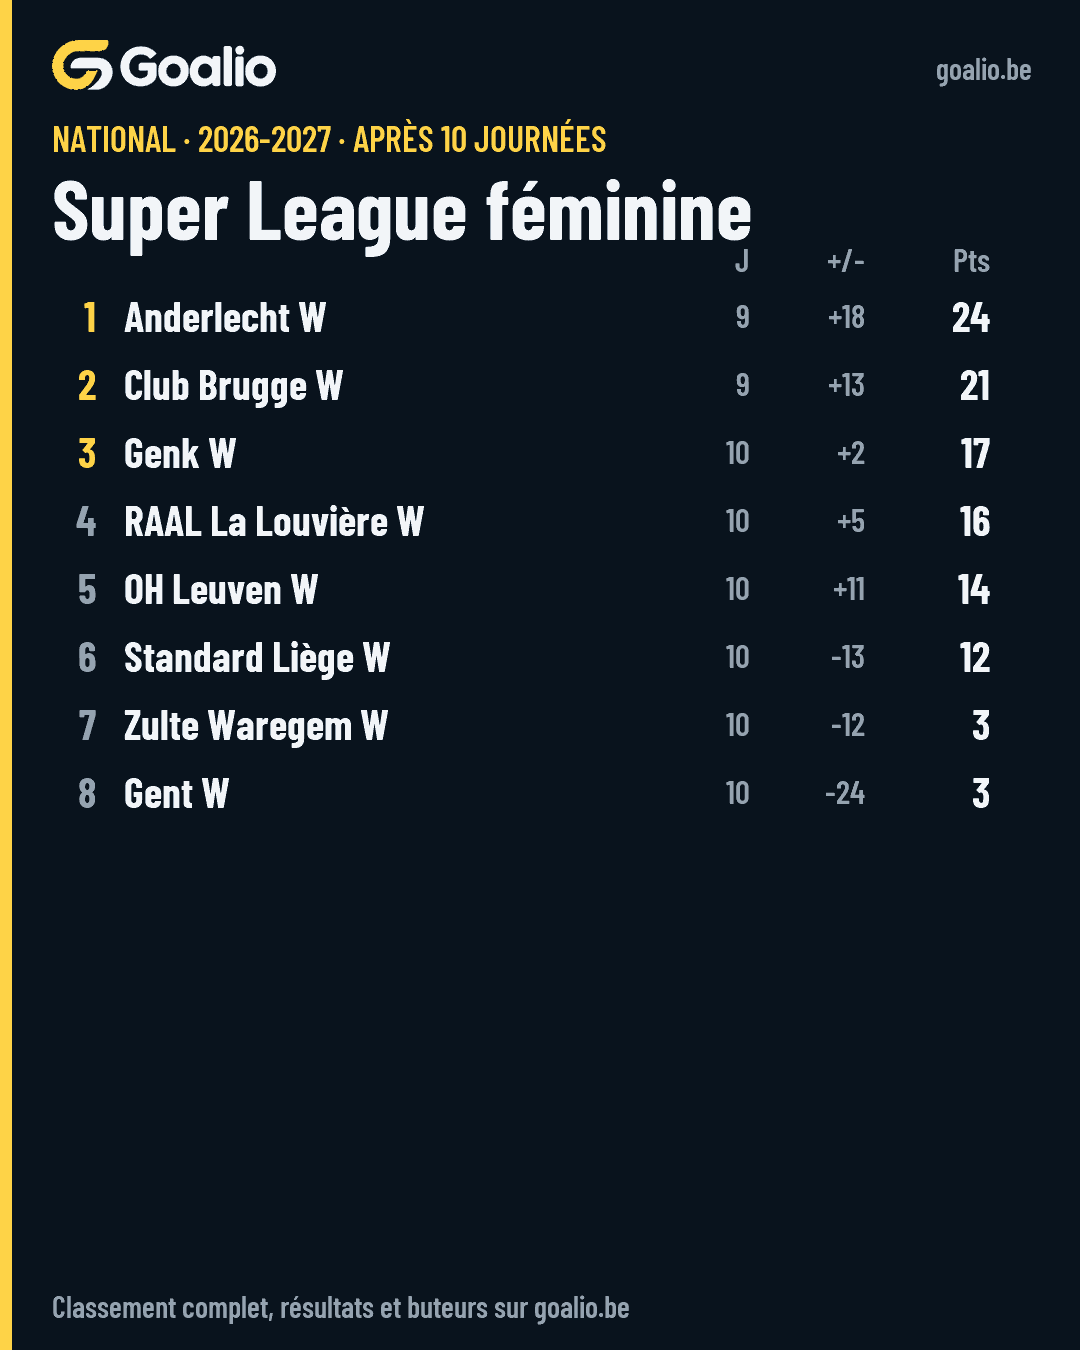 Goalio
goalio.be
NATIONAL · 2026-2027 · APRÈS 10 JOURNÉES
Super League féminine
J +/- Pts
1 Anderlecht W 9 +18 24
2 Club Brugge W 9 +13 21
3 Genk W 10 +2 17
4 RAAL La Louvière W 10 +5 16
5 OH Leuven W 10 +11 14
6 Standard Liège W 10 -13 12
7 Zulte Waregem W 10 -12 3
8 Gent W 10 -24 3
Classement complet, résultats et buteurs sur goalio.be